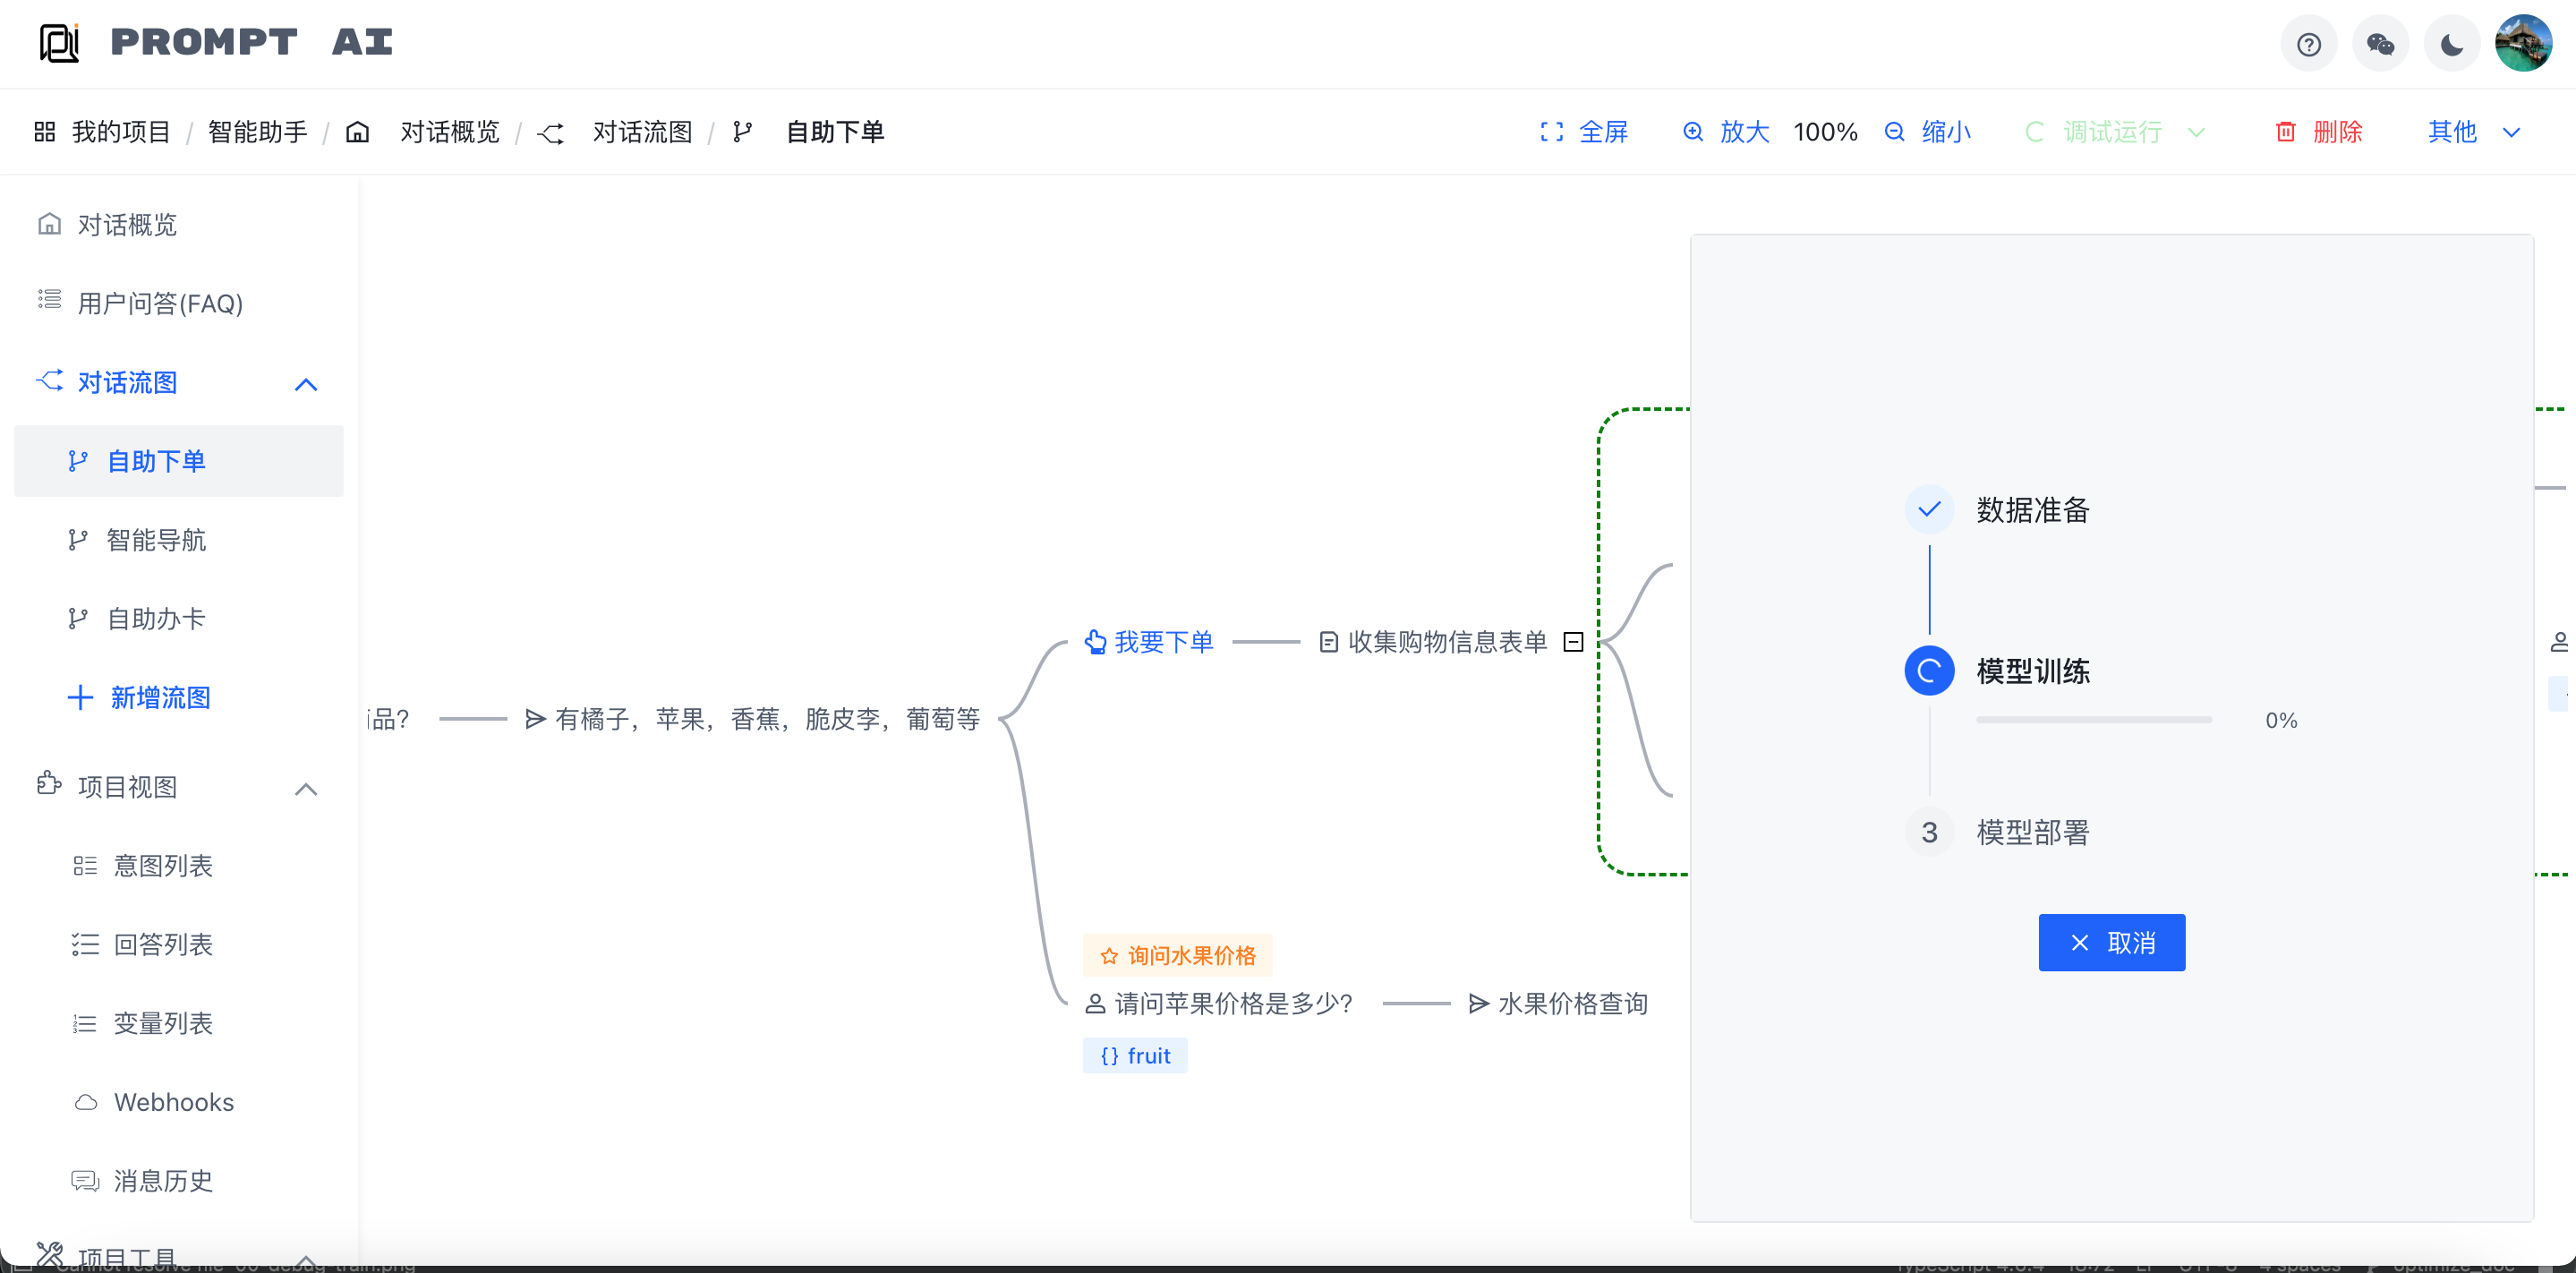 PROMPT AI
我的项目 / 智能助手 / 对话概览 / 对话流图 / 自助下单
全屏 放大 100% 缩小 调试运行 删除 其他
对话概览
用户问答(FAQ)
对话流图
自助下单
智能导航
自助办卡
新增流图
项目视图
意图列表
回答列表
变量列表
Webhooks
消息历史
项目工具
品?
有橘子，苹果，香蕉，脆皮李，葡萄等
我要下单
收集购物信息表单
询问水果价格
请问苹果价格是多少?
水果价格查询
{} fruit
数据准备
模型训练
0%
3 模型部署
取消